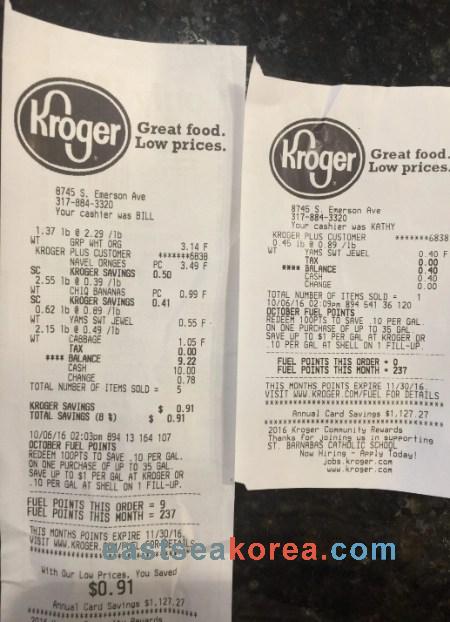 Kroger
Great food.
Low prices.
8745 S. Emerson Ave
317-884-3320
Your cashier was BILL
1.37 lb @ 2.29 /lb
WT GRP WHT ORG 3.14 F
KROGER PLUS CUSTOMER *******6838
NAVEL ORNGES PC 3.49 F
SC KROGER SAVINGS 0.50
2.55 lb @ 0.39 /lb
WT CHIQ BANANAS PC 0.99 F
SC KROGER SAVINGS 0.41
0.62 lb @ 0.89 /lb
WT YAMS SWT JEWEL 0.55 F
2.15 lb @ 0.49 /lb
WT CABBAGE 1.05 F
TAX 0.00
**** BALANCE 9.22
CASH 10.00
CHANGE 0.78
TOTAL NUMBER OF ITEMS SOLD = 5
KROGER SAVINGS $ 0.91
TOTAL SAVINGS (8 %) $ 0.91
10/06/16 02:03pm 894 13 164 107
OCTOBER FUEL POINTS
REDEEM 100PTS TO SAVE .10 PER GAL.
ON ONE PURCHASE OF UP TO 35 GAL.
SAVE UP TO $1 PER GAL AT KROGER OR
.10 PER GAL AT SHELL ON 1 FILL-UP.
FUEL POINTS THIS ORDER = 9
FUEL POINTS THIS MONTH = 237
THIS MONTHS POINTS EXPIRE 11/30/16.
VISIT WWW.KROGER.COM/FUEL FOR DETAILS
With Our Low Prices, You Saved
$0.91
Annual Card Savings $1,127.27
Kroger
Great food.
Low prices.
8745 S. Emerson Ave
317-884-3320
Your cashier was KATHY
KROGER PLUS CUSTOMER *******6838
0.45 lb @ 0.89 /lb
WT YAMS SWT JEWEL 0.40 F
TAX 0.00
**** BALANCE 0.40
CASH 0.40
CHANGE 0.00
TOTAL NUMBER OF ITEMS SOLD = 1
10/06/16 02:09pm 894 541 36 120
OCTOBER FUEL POINTS
REDEEM 100PTS TO SAVE .10 PER GAL.
ON ONE PURCHASE OF UP TO 35 GAL.
SAVE UP TO $1 PER GAL AT KROGER OR
.10 PER GAL AT SHELL ON 1 FILL-UP.
FUEL POINTS THIS ORDER = 0
FUEL POINTS THIS MONTH = 237
THIS MONTHS POINTS EXPIRE 11/30/16.
VISIT WWW.KROGER.COM/FUEL FOR DETAILS
Annual Card Savings $1,127.27
2016 Kroger Community Rewards
Thanks for joining us in supporting
ST. BARNABAS CATHOLIC SCHOOL
Now Hiring - Apply Today!
jobs.kroger.com
www.kroger.com
eastseakorea.com